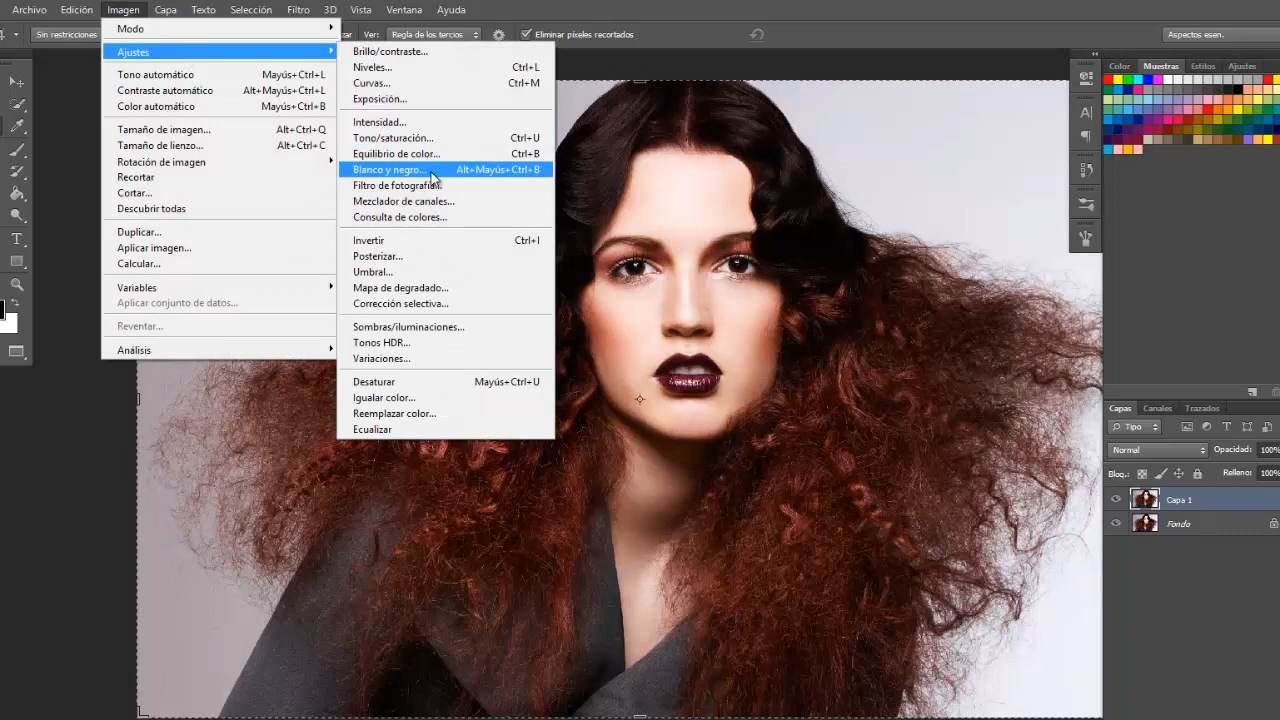 Archivo Edición Imagen Capa Texto Selección Filtro 3D Vista Ventana Ayuda
Sin restricciones
Ver: Regla de los tercios
Eliminar píxeles recortados
Aspectos esen.
Modo
Ajustes
Tono automático Mayús+Ctrl+L
Contraste automático Alt+Mayús+Ctrl+L
Color automático Mayús+Ctrl+B
Tamaño de imagen... Alt+Ctrl+Q
Tamaño de lienzo... Alt+Ctrl+C
Rotación de imagen
Recortar
Cortar...
Descubrir todas
Duplicar...
Aplicar imagen...
Calcular...
Variables
Aplicar conjunto de datos...
Reventar...
Análisis
Brillo/contraste...
Niveles... Ctrl+L
Curvas... Ctrl+M
Exposición...
Intensidad...
Tono/saturación... Ctrl+U
Equilibrio de color... Ctrl+B
Blanco y negro... Alt+Mayús+Ctrl+B
Filtro de fotografía...
Mezclador de canales...
Consulta de colores...
Invertir Ctrl+I
Posterizar...
Umbral...
Mapa de degradado...
Corrección selectiva...
Sombras/iluminaciones...
Tonos HDR...
Variaciones...
Desaturar Mayús+Ctrl+U
Igualar color...
Reemplazar color...
Ecualizar
Color Muestras Estilos Ajustes
Capas Canales Trazados
Tipo
Normal Opacidad: 100%
Bloq.: Relleno: 100%
Capa 1
Fondo